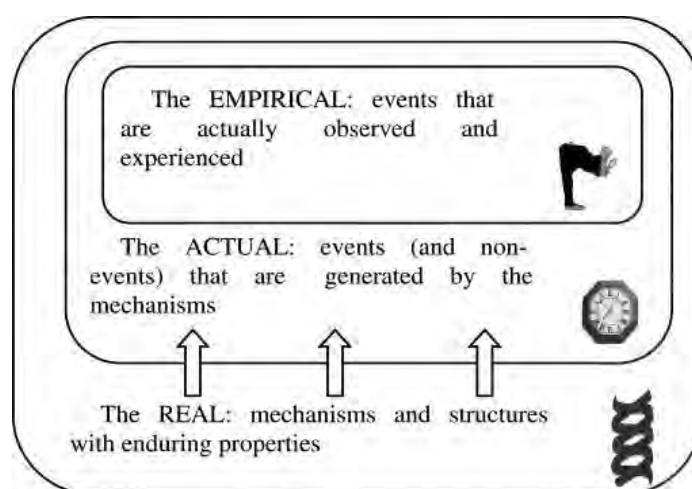 The EMPIRICAL: events that
are actually observed and
experienced
The ACTUAL: events (and non-
events) that are generated by the
mechanisms
The REAL: mechanisms and structures
with enduring properties